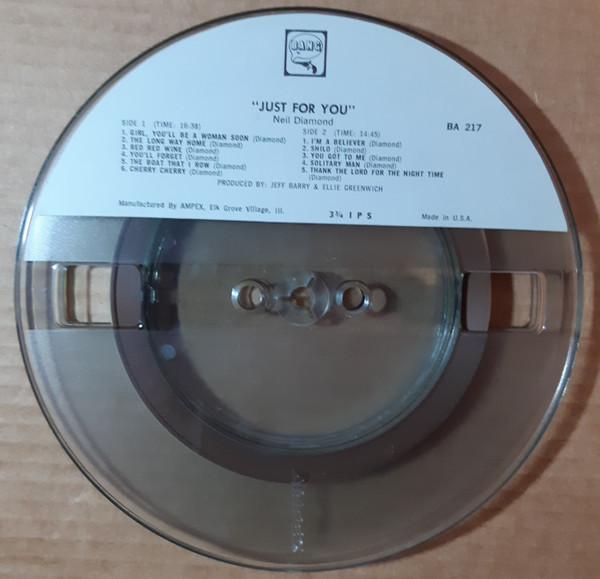 BANG
"JUST FOR YOU"
Neil Diamond
BA 217
SIDE 1 (TIME: 16:38)
1. GIRL, YOU'LL BE A WOMAN SOON (Diamond)
2. THE LONG WAY HOME (Diamond)
3. RED RED WINE (Diamond)
4. YOU'LL FORGET (Diamond)
5. THE BOAT THAT I ROW (Diamond)
6. CHERRY CHERRY (Diamond)
SIDE 2 (TIME: 14:45)
1. I'M A BELIEVER (Diamond)
2. SHILO (Diamond)
3. YOU GOT TO ME (Diamond)
4. SOLITARY MAN (Diamond)
5. THANK THE LORD FOR THE NIGHT TIME
(Diamond)
PRODUCED BY: JEFF BARRY & ELLIE GREENWICH
Manufactured By AMPEX, Elk Grove Village, Ill.
3¾ I P S
Made in U.S.A.